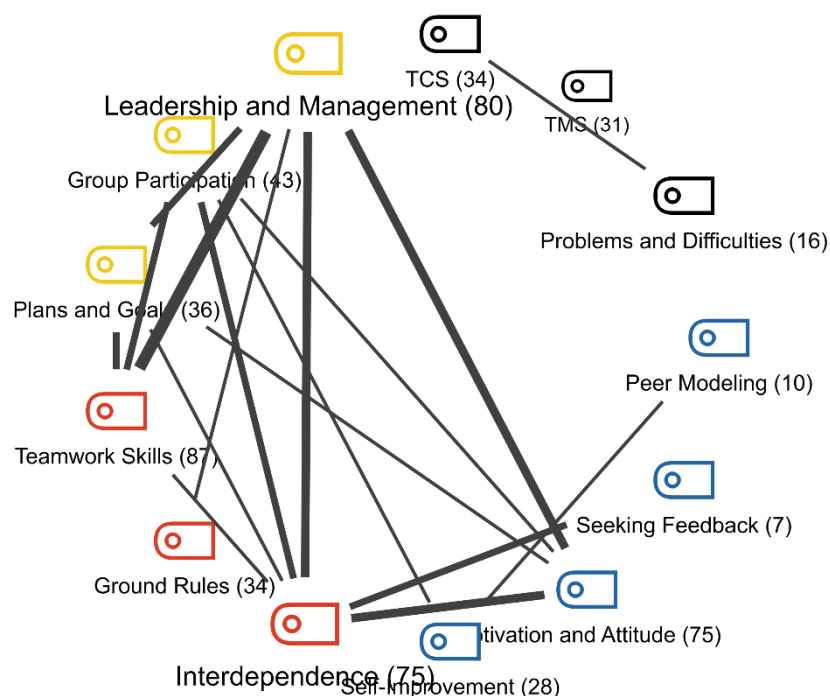 TCS (34)
Leadership and Management (80)
TMS (31)
Group Participation (43)
Problems and Difficulties (16)
Plans and Goals (36)
Peer Modeling (10)
Teamwork Skills (87)
Seeking Feedback (7)
Ground Rules (34)
tivation and Attitude (75)
Interdependence (75)
Self-Improvement (28)